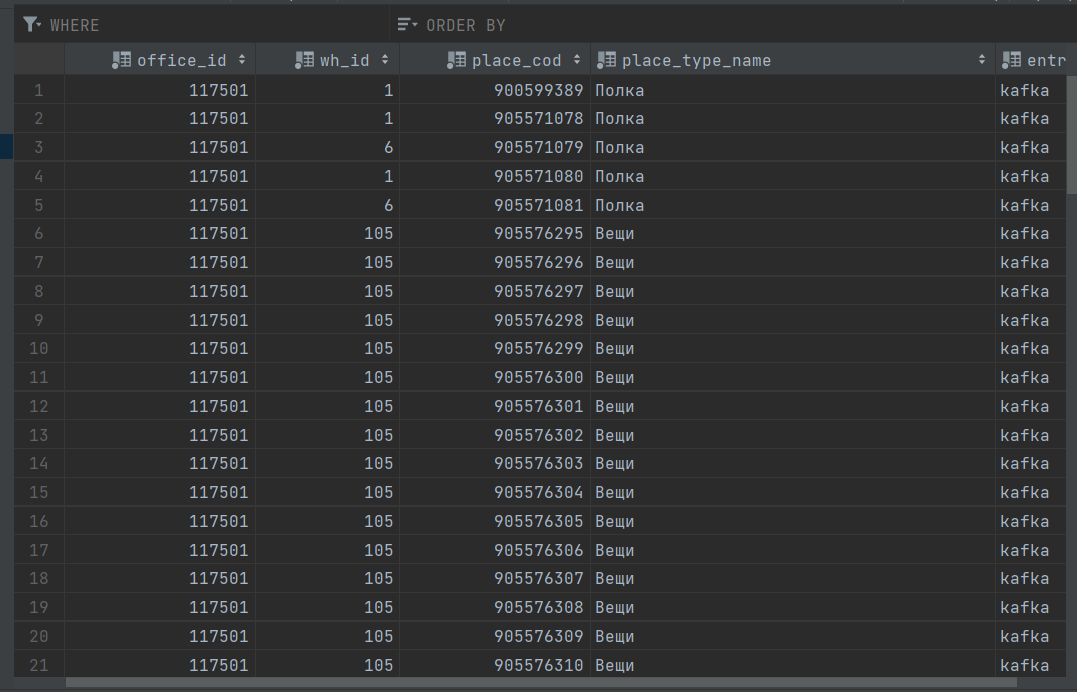 WHERE ORDER BY
office_id wh_id place_cod place_type_name entr
1 117501 1 900599389 Полка kafka
2 117501 1 905571078 Полка kafka
3 117501 6 905571079 Полка kafka
4 117501 1 905571080 Полка kafka
5 117501 6 905571081 Полка kafka
6 117501 105 905576295 Вещи kafka
7 117501 105 905576296 Вещи kafka
8 117501 105 905576297 Вещи kafka
9 117501 105 905576298 Вещи kafka
10 117501 105 905576299 Вещи kafka
11 117501 105 905576300 Вещи kafka
12 117501 105 905576301 Вещи kafka
13 117501 105 905576302 Вещи kafka
14 117501 105 905576303 Вещи kafka
15 117501 105 905576304 Вещи kafka
16 117501 105 905576305 Вещи kafka
17 117501 105 905576306 Вещи kafka
18 117501 105 905576307 Вещи kafka
19 117501 105 905576308 Вещи kafka
20 117501 105 905576309 Вещи kafka
21 117501 105 905576310 Вещи kafka